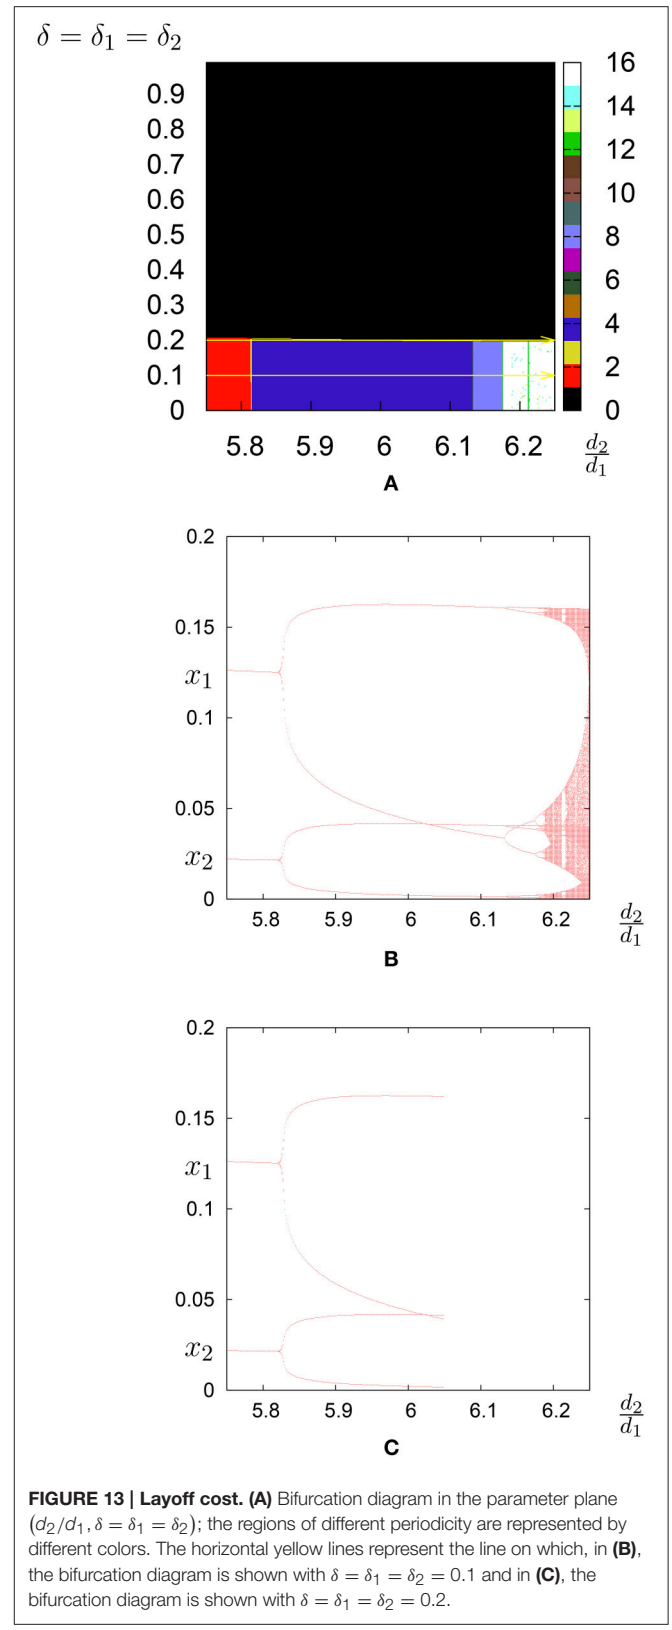 δ = δ₁ = δ₂
16
0.9
14
0.8
0.7
12
0.6
10
0.5
8
0.4
6
0.3
4
0.2
0.1
2
0
0
5.8 5.9 6 6.1 6.2 d₂/d₁
A
0.2
0.15
x₁
0.1
0.05
x₂
0
5.8 5.9 6 6.1 6.2 d₂/d₁
B
0.2
0.15
x₁
0.1
0.05
x₂
0
5.8 5.9 6 6.1 6.2 d₂/d₁
C
FIGURE 13 | Layoff cost. (A) Bifurcation diagram in the parameter plane
(d₂/d₁, δ = δ₁ = δ₂); the regions of different periodicity are represented by
different colors. The horizontal yellow lines represent the line on which, in (B),
the bifurcation diagram is shown with δ = δ₁ = δ₂ = 0.1 and in (C), the
bifurcation diagram is shown with δ = δ₁ = δ₂ = 0.2.